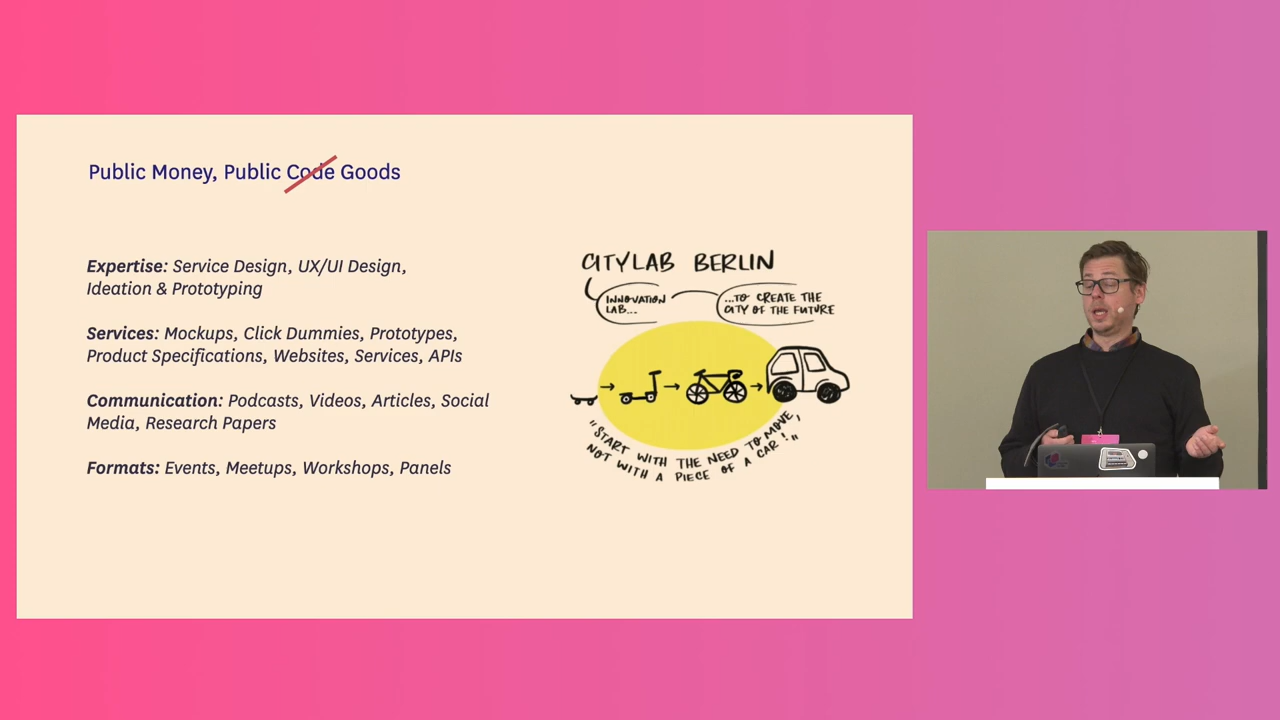 Public Money, Public Code Goods
Expertise: Service Design, UX/UI Design,
Ideation & Prototyping
Services: Mockups, Click Dummies, Prototypes,
Product Specifications, Websites, Services, APIs
Communication: Podcasts, Videos, Articles, Social
Media, Research Papers
Formats: Events, Meetups, Workshops, Panels
CITYLAB BERLIN
INNOVATION
LAB...
...TO CREATE THE
CITY OF THE FUTURE
"START WITH THE NEED TO MOVE,
NOT WITH A PIECE OF A CAR!"